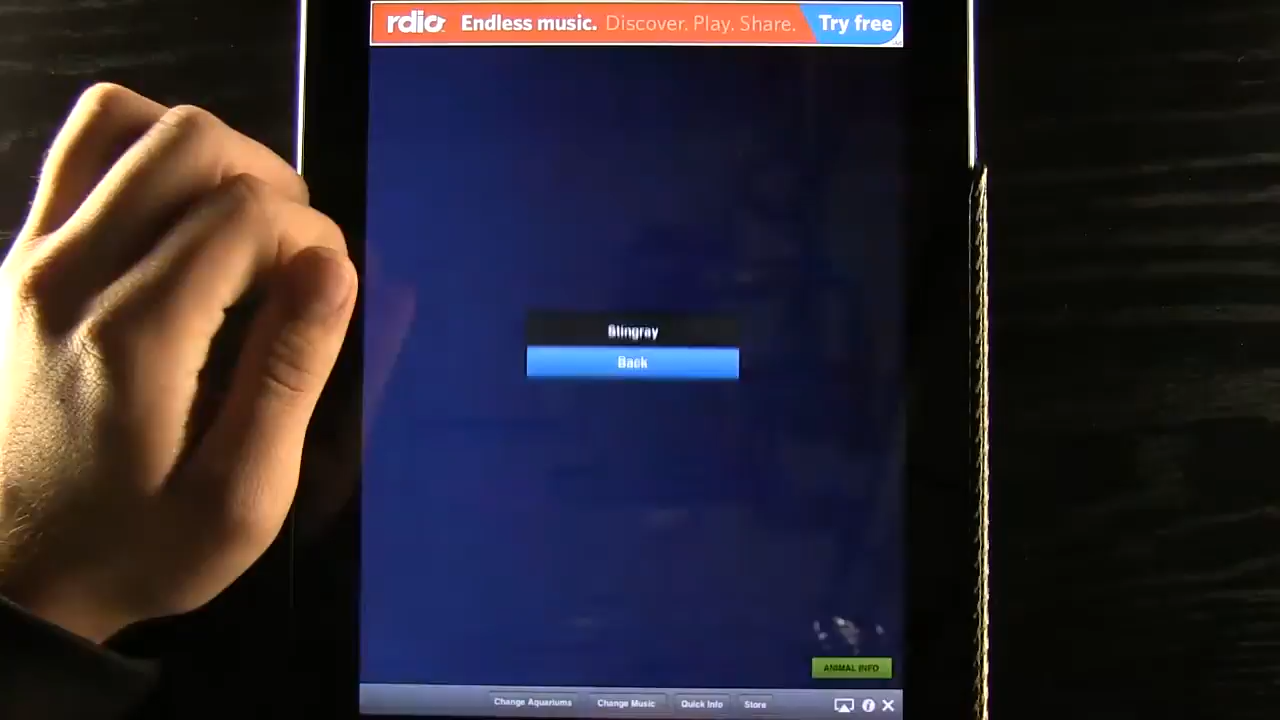 rdio Endless music. Discover. Play. Share. Try free
Stingray
Back
ANIMAL INFO
Change Aquariums Change Music Quick Info Store